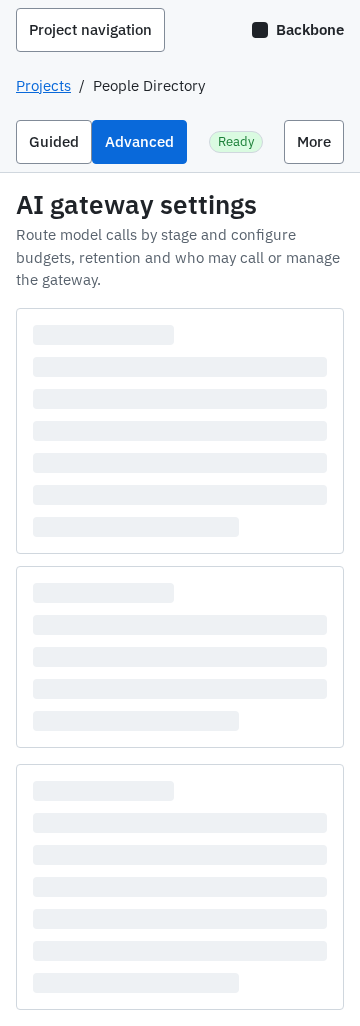 Project navigation
Backbone
Projects / People Directory
Guided
Advanced
Ready
More
AI gateway settings
Route model calls by stage and configure
budgets, retention and who may call or manage
the gateway.